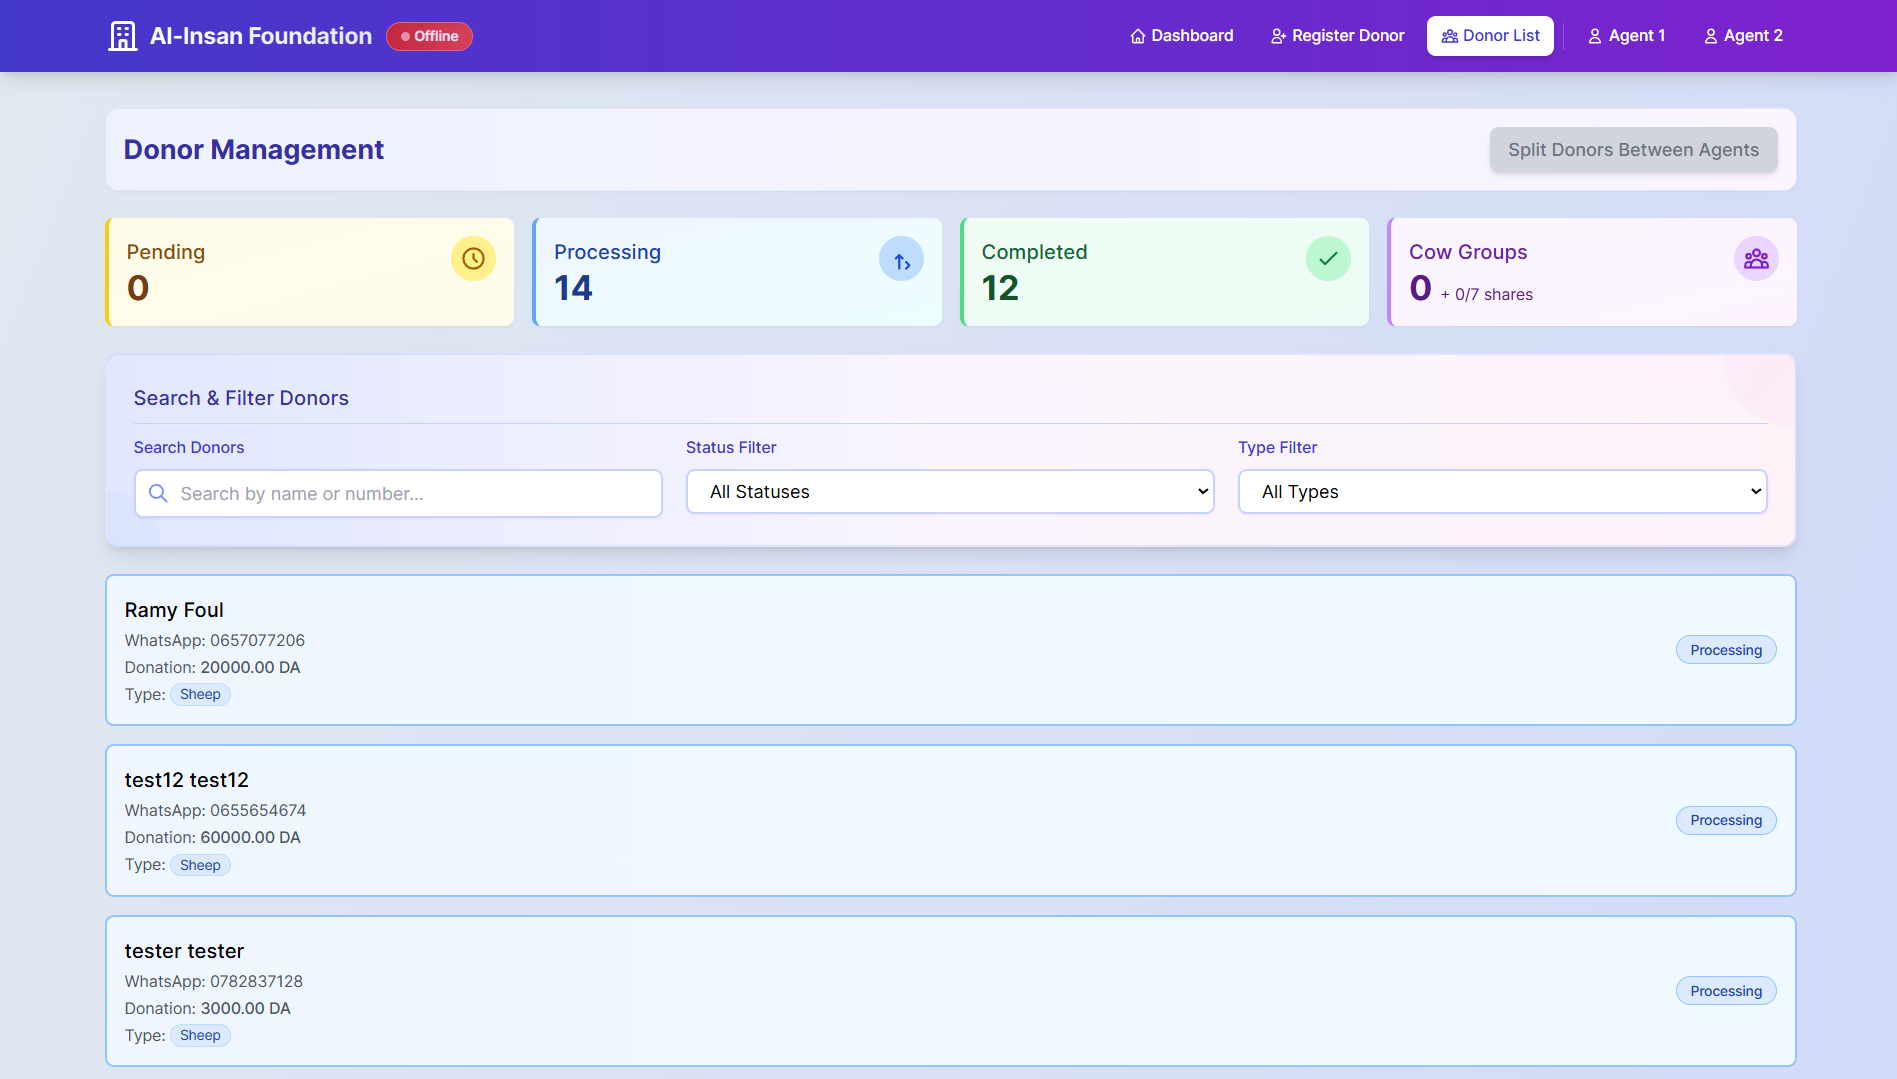 Al-Insan Foundation
Offline
Dashboard
Register Donor
Donor List
Agent 1
Agent 2
Donor Management
Split Donors Between Agents
Pending
0
Processing
14
Completed
12
Cow Groups
0 + 0/7 shares
Search & Filter Donors
Search Donors
Search by name or number...
Status Filter
All Statuses
Type Filter
All Types
Ramy Foul
WhatsApp: 0657077206
Donation: 20000.00 DA
Type: Sheep
Processing
test12 test12
WhatsApp: 0655654674
Donation: 60000.00 DA
Type: Sheep
Processing
tester tester
WhatsApp: 0782837128
Donation: 3000.00 DA
Type: Sheep
Processing